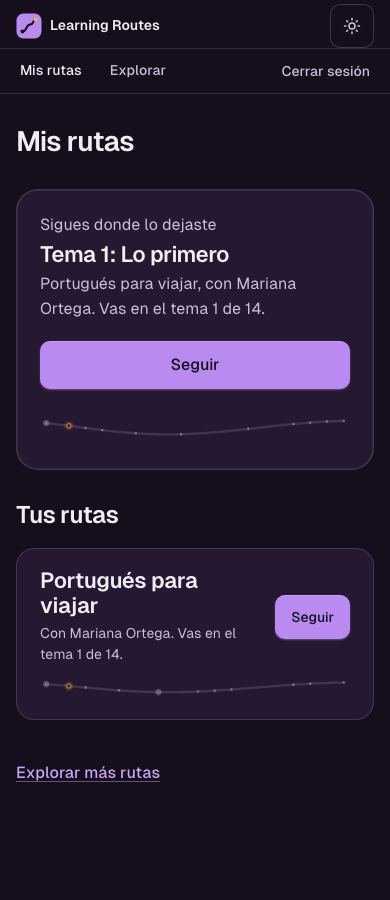 Learning Routes
Mis rutas
Explorar
Cerrar sesión
Mis rutas
Sigues donde lo dejaste
Tema 1: Lo primero
Portugués para viajar, con Mariana
Ortega. Vas en el tema 1 de 14.
Seguir
Tus rutas
Portugués para
viajar
Con Mariana Ortega. Vas en el
tema 1 de 14.
Seguir
Explorar más rutas